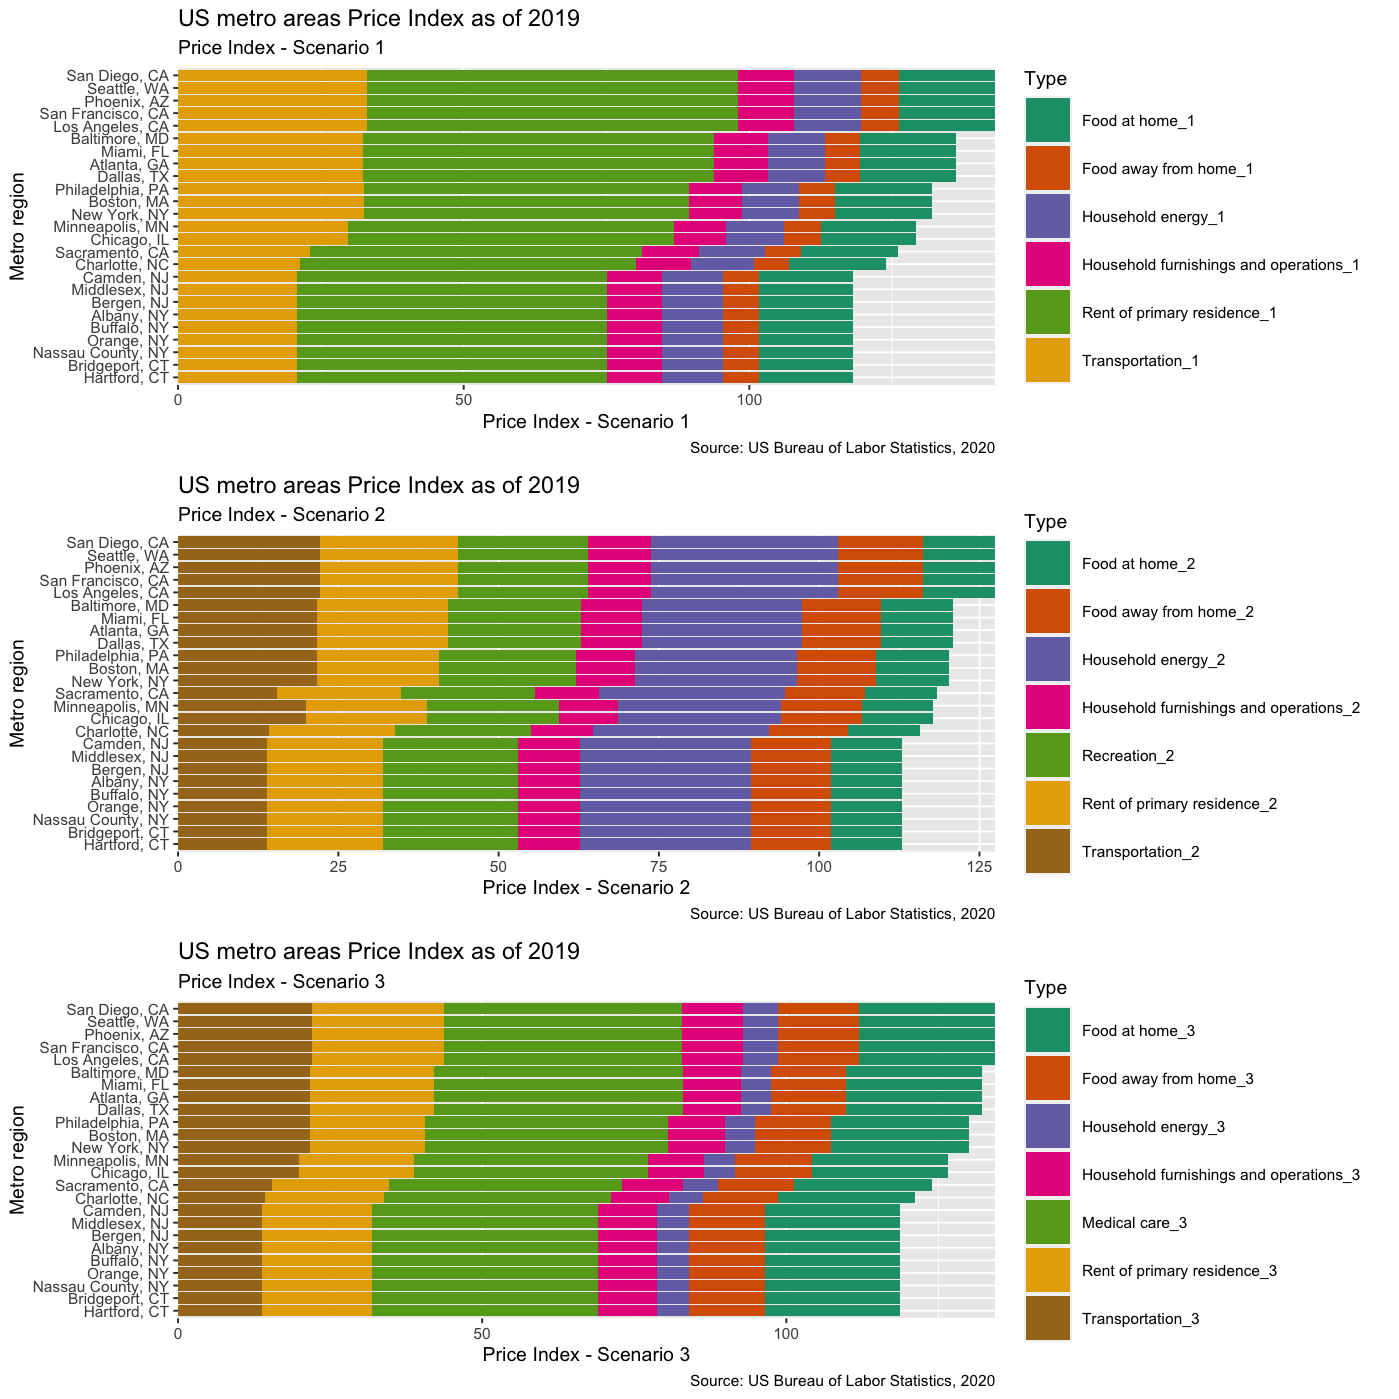 US metro areas Price Index as of 2019
Price Index - Scenario 1
Type
Metro region
San Diego, CA
Seattle, WA
Phoenix, AZ
San Francisco, CA
Los Angeles, CA
Baltimore, MD
Miami, FL
Atlanta, GA
Dallas, TX
Philadelphia, PA
Boston, MA
New York, NY
Minneapolis, MN
Chicago, IL
Sacramento, CA
Charlotte, NC
Camden, NJ
Middlesex, NJ
Bergen, NJ
Albany, NY
Buffalo, NY
Orange, NY
Nassau County, NY
Bridgeport, CT
Hartford, CT
Food at home_1
Food away from home_1
Household energy_1
Household furnishings and operations_1
Rent of primary residence_1
Transportation_1
0 50 100
Price Index - Scenario 1
Source: US Bureau of Labor Statistics, 2020
US metro areas Price Index as of 2019
Price Index - Scenario 2
Type
Metro region
San Diego, CA
Seattle, WA
Phoenix, AZ
San Francisco, CA
Los Angeles, CA
Baltimore, MD
Miami, FL
Atlanta, GA
Dallas, TX
Philadelphia, PA
Boston, MA
New York, NY
Sacramento, CA
Minneapolis, MN
Chicago, IL
Charlotte, NC
Camden, NJ
Middlesex, NJ
Bergen, NJ
Albany, NY
Buffalo, NY
Orange, NY
Nassau County, NY
Bridgeport, CT
Hartford, CT
Food at home_2
Food away from home_2
Household energy_2
Household furnishings and operations_2
Recreation_2
Rent of primary residence_2
Transportation_2
0 25 50 75 100 125
Price Index - Scenario 2
Source: US Bureau of Labor Statistics, 2020
US metro areas Price Index as of 2019
Price Index - Scenario 3
Type
Metro region
San Diego, CA
Seattle, WA
Phoenix, AZ
San Francisco, CA
Los Angeles, CA
Baltimore, MD
Miami, FL
Atlanta, GA
Dallas, TX
Philadelphia, PA
Boston, MA
New York, NY
Minneapolis, MN
Chicago, IL
Sacramento, CA
Charlotte, NC
Camden, NJ
Middlesex, NJ
Bergen, NJ
Albany, NY
Buffalo, NY
Orange, NY
Nassau County, NY
Bridgeport, CT
Hartford, CT
Food at home_3
Food away from home_3
Household energy_3
Household furnishings and operations_3
Medical care_3
Rent of primary residence_3
Transportation_3
0 50 100
Price Index - Scenario 3
Source: US Bureau of Labor Statistics, 2020